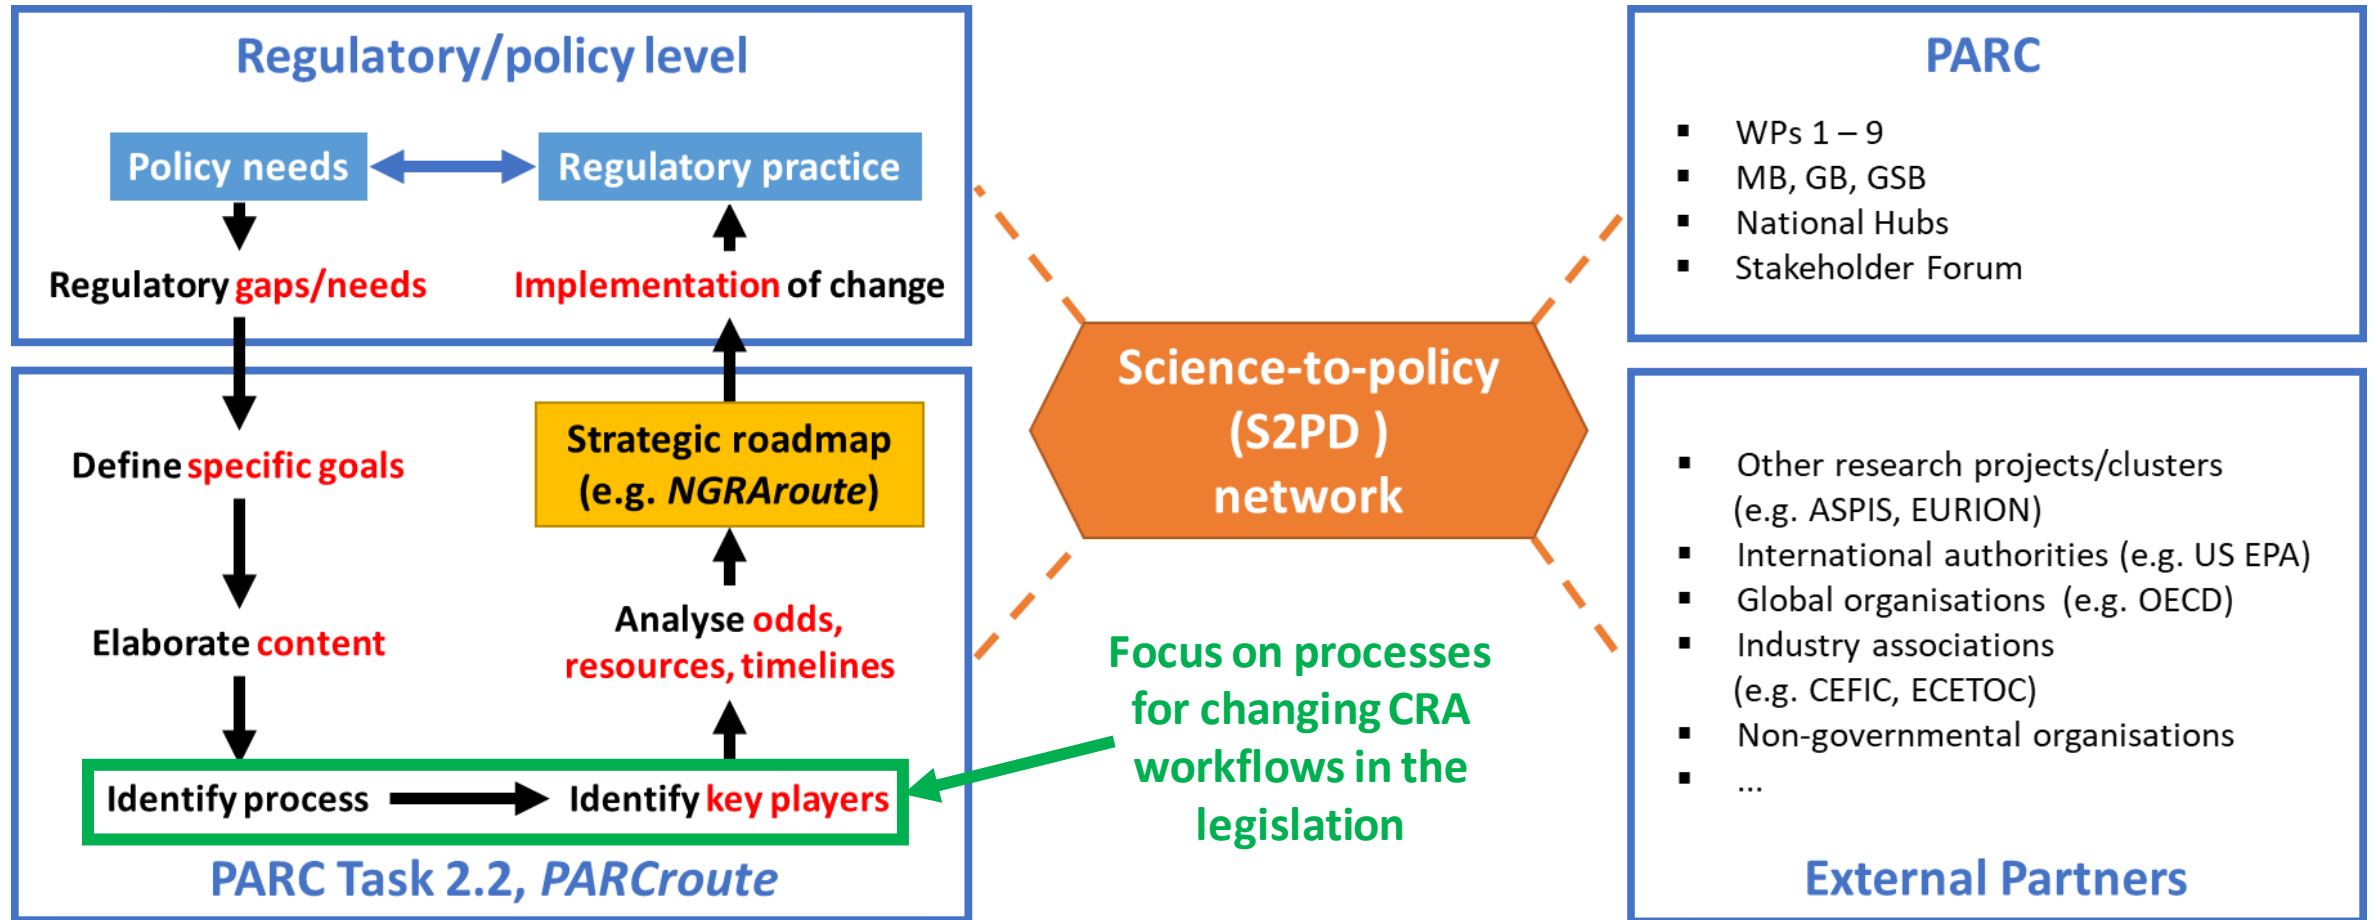 Regulatory/policy level
Policy needs
Regulatory practice
Regulatory gaps/needs
Implementation of change
Define specific goals
Strategic roadmap
(e.g. NGRAroute)
Elaborate content
Analyse odds,
resources, timelines
Identify process
Identify key players
PARC Task 2.2, PARCroute
Science-to-policy
(S2PD )
network
Focus on processes
for changing CRA
workflows in the
legislation
PARC
▪ WPs 1 – 9
▪ MB, GB, GSB
▪ National Hubs
▪ Stakeholder Forum
▪ Other research projects/clusters
(e.g. ASPIS, EURION)
▪ International authorities (e.g. US EPA)
▪ Global organisations (e.g. OECD)
▪ Industry associations
(e.g. CEFIC, ECETOC)
▪ Non-governmental organisations
▪ ...
External Partners